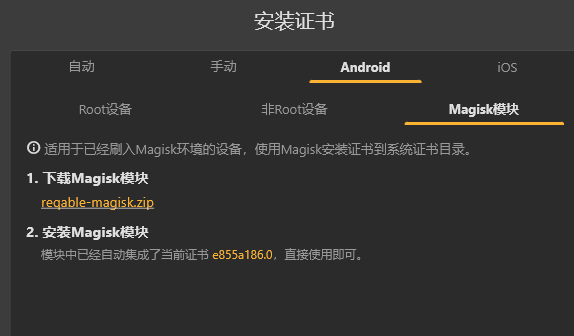 安装证书
自动 手动 Android iOS
Root设备 非Root设备 Magisk模块
适用于已经刷入Magisk环境的设备，使用Magisk安装证书到系统证书目录。
1. 下载Magisk模块
reqable-magisk.zip
2. 安装Magisk模块
模块中已经自动集成了当前证书 e855a186.0，直接使用即可。